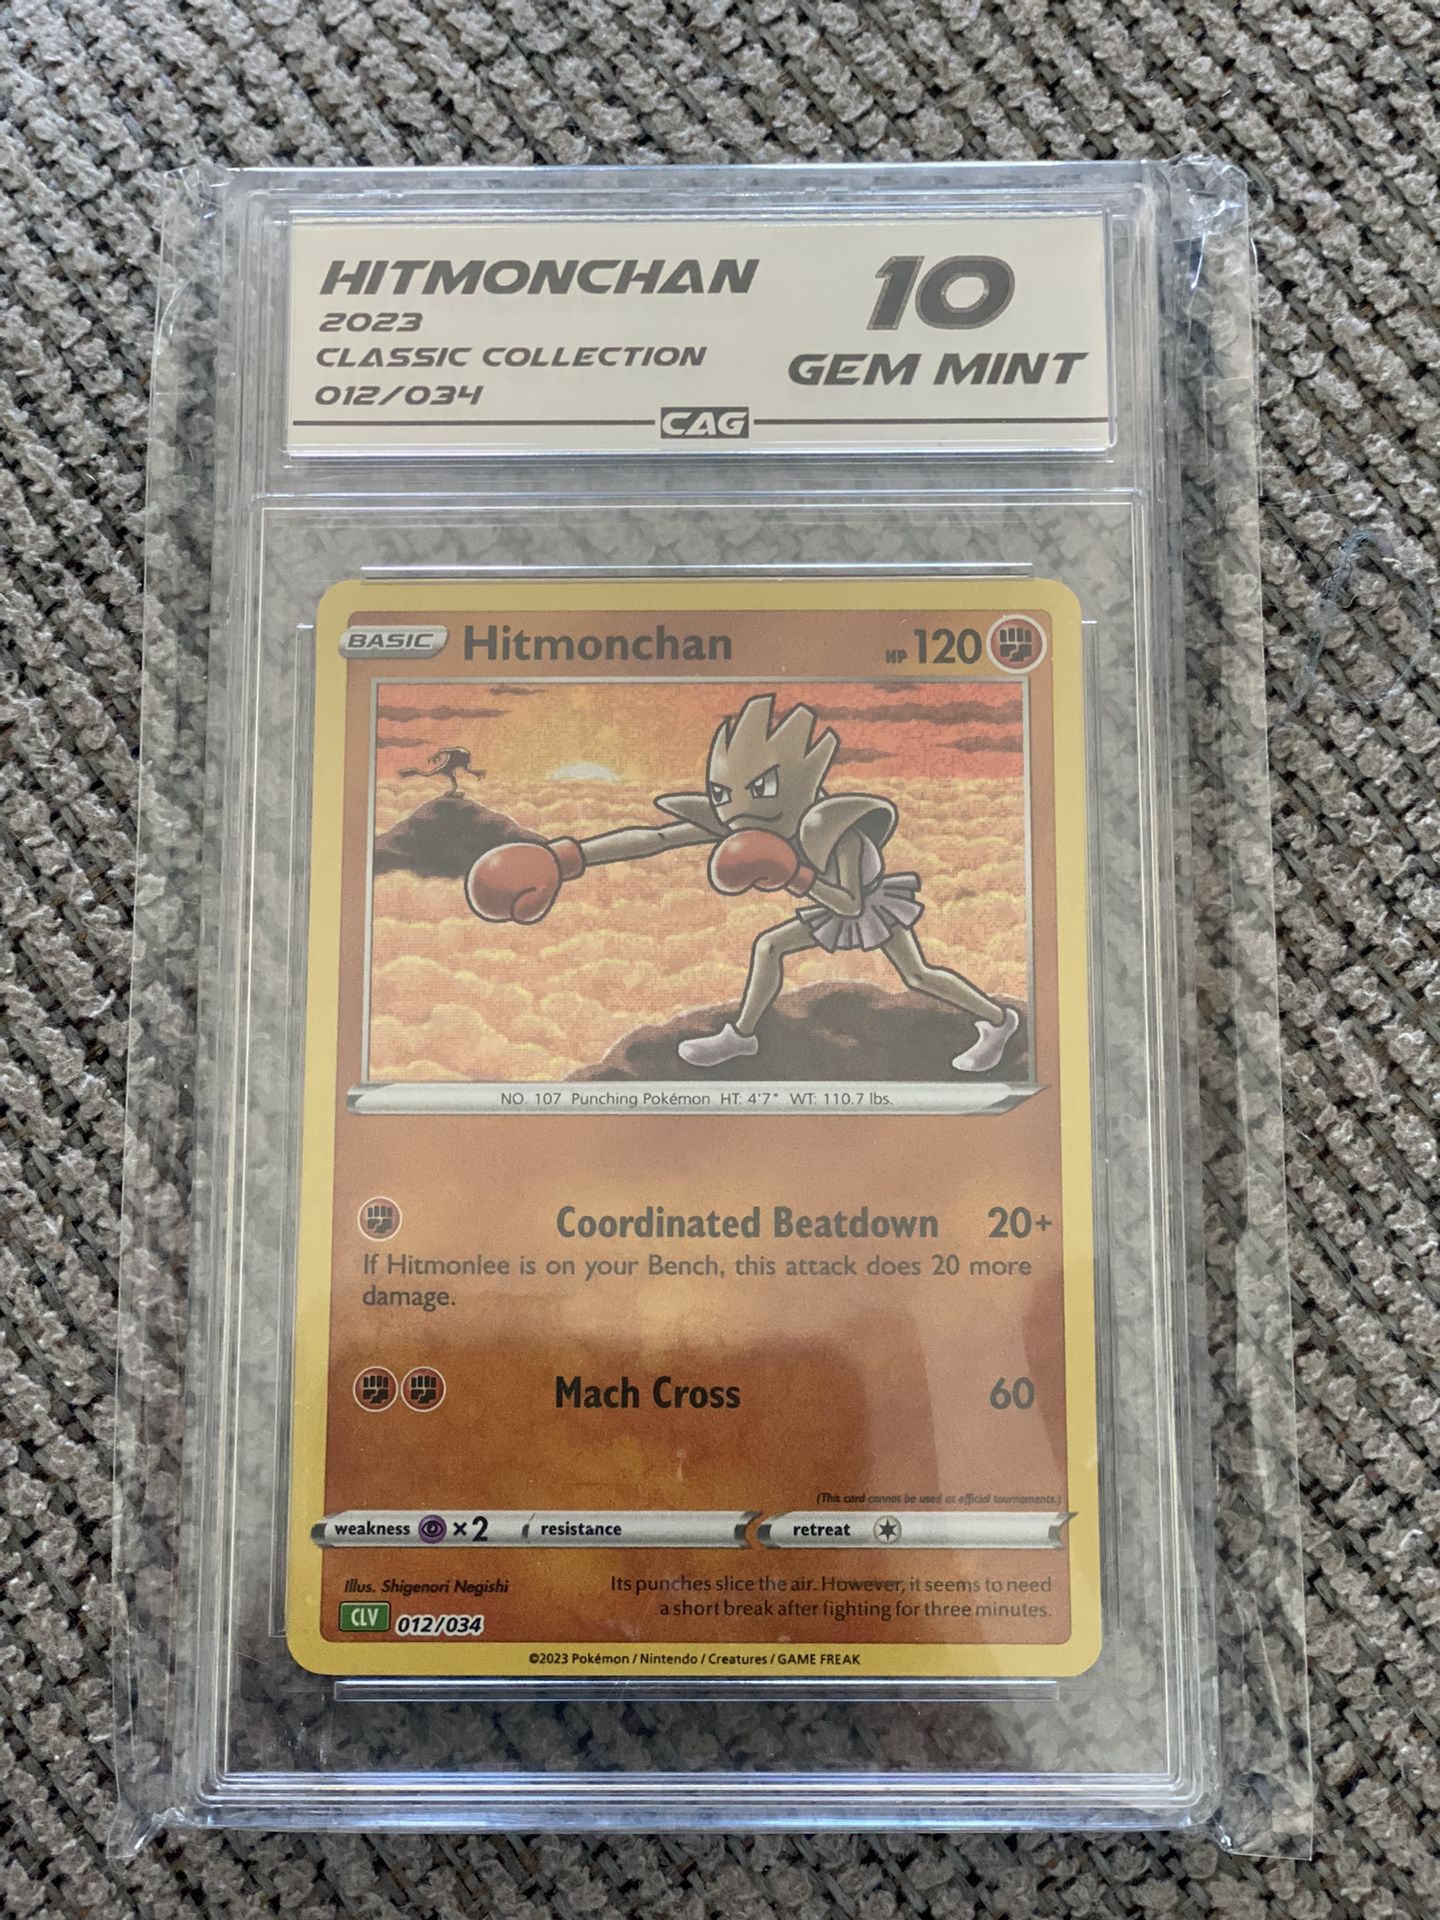 HITMONCHAN
2023
CLASSIC COLLECTION
012/034
10
GEM MINT
CAG
BASIC Hitmonchan HP 120
NO. 107 Punching Pokémon HT: 4'7" WT: 110.7 lbs.
Coordinated Beatdown 20+
If Hitmonlee is on your Bench, this attack does 20 more
damage.
Mach Cross 60
(This card cannot be used at official tournaments.)
weakness ×2 resistance retreat
Illus. Shigenori Negishi
Its punches slice the air. However, it seems to need
a short break after fighting for three minutes.
CLV 012/034
©2023 Pokémon / Nintendo / Creatures / GAME FREAK